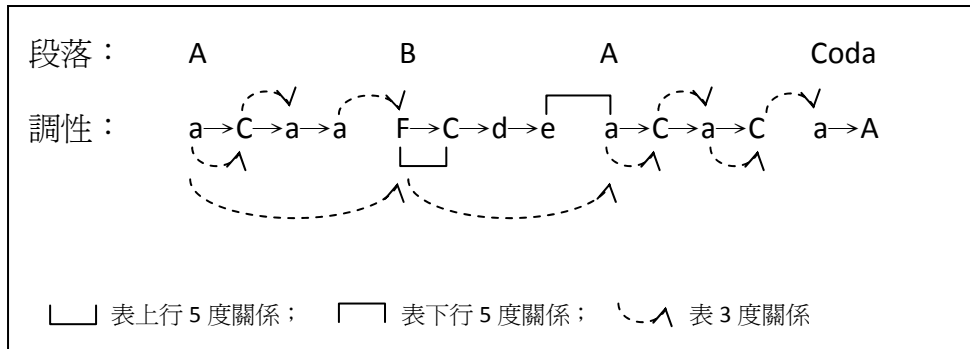 段落： A B A Coda
調性： a→C→a→a F→C→d→e a→C→a→C a→A
表上行 5 度關係； 表下行 5 度關係； 表 3 度關係